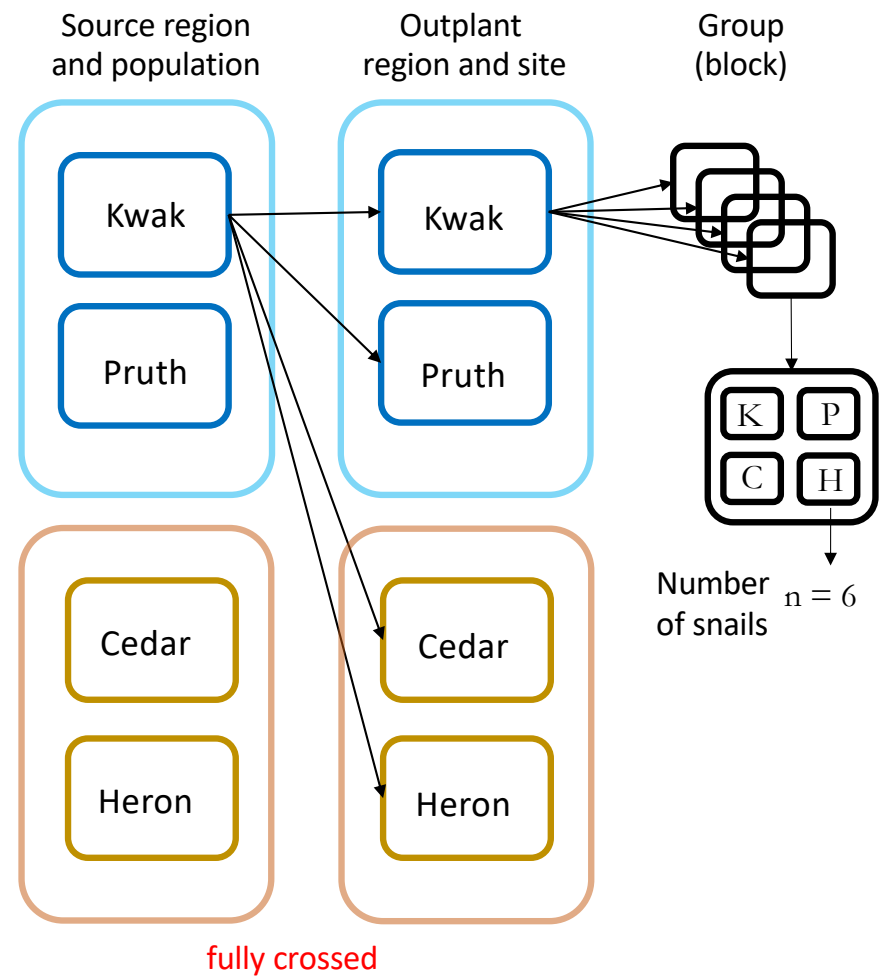 Source region
and population
Outplant
region and site
Group
(block)
Kwak
Kwak
Pruth
Pruth
K
P
C
H
Number
of snails
n = 6
Cedar
Cedar
Heron
Heron
fully crossed